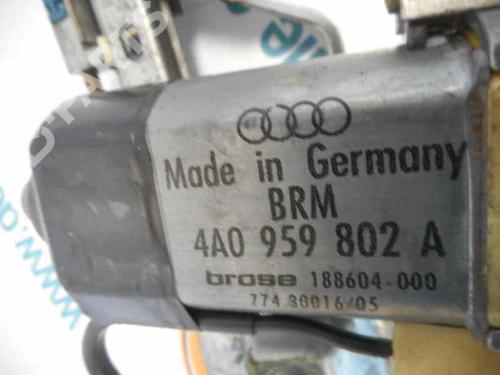 Made in Germany
BRM
4A0 959 802 A
brose 188604-000
774.30016/05